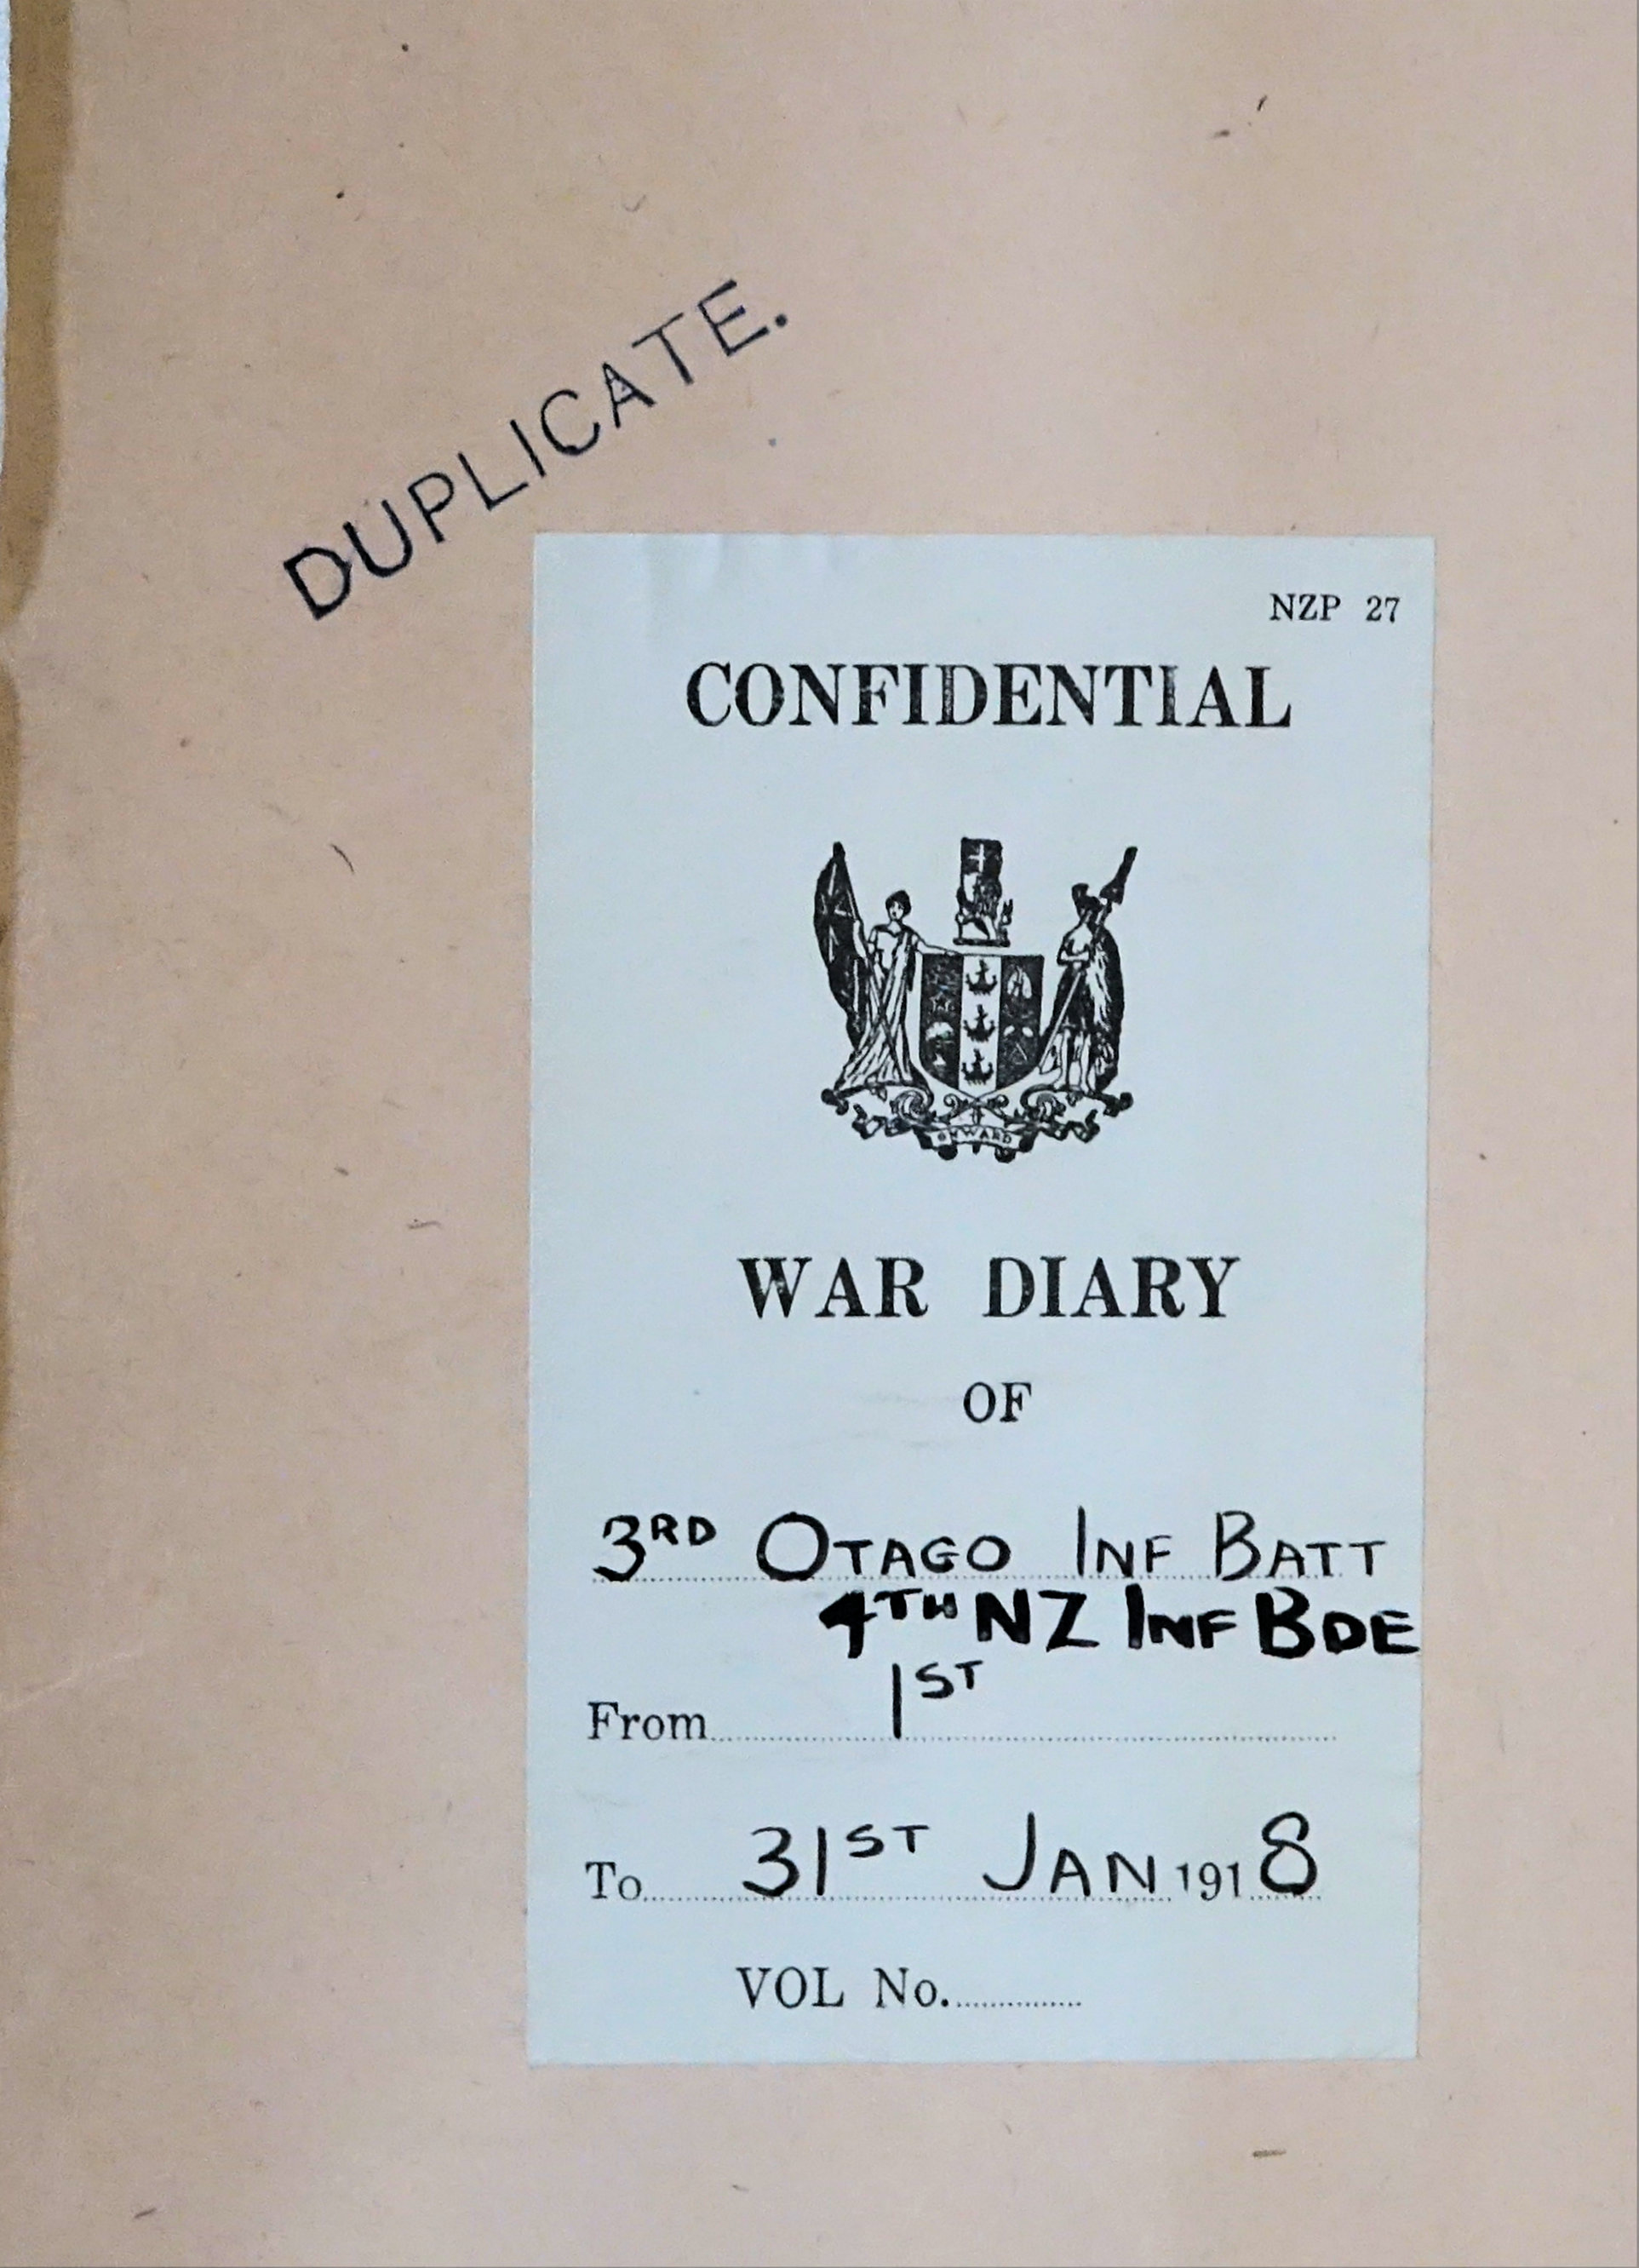 DUPLICATE.
NZP 27
CONFIDENTIAL
ONWARD
WAR DIARY
OF
3RD OTAGO INF BATT
4TH NZ INF BDE
From 1ST
To 31ST JAN 1918
VOL No.